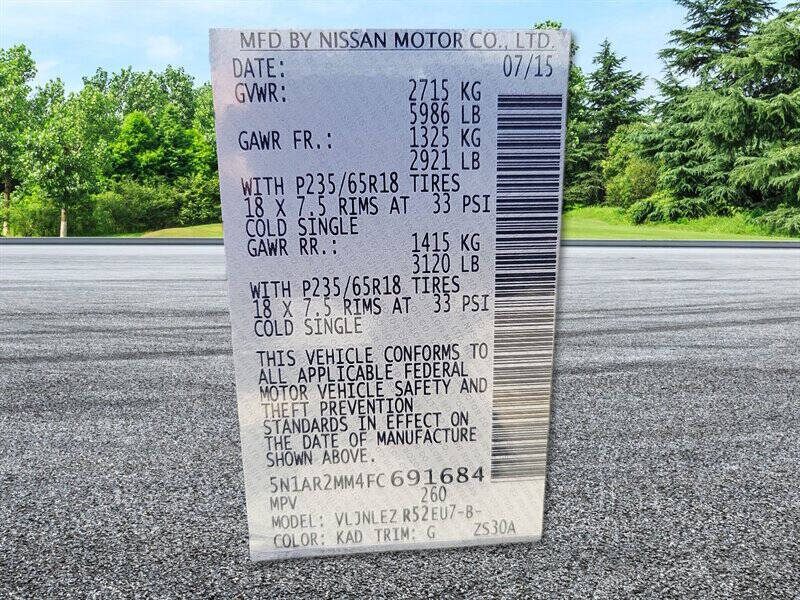 MFD BY NISSAN MOTOR CO., LTD.
DATE: 07/15
GVWR: 2715 KG
5986 LB
GAWR FR.: 1325 KG
2921 LB
WITH P235/65R18 TIRES
18 X 7.5 RIMS AT 33 PSI
COLD SINGLE
GAWR RR.: 1415 KG
3120 LB
WITH P235/65R18 TIRES
18 X 7.5 RIMS AT 33 PSI
COLD SINGLE
THIS VEHICLE CONFORMS TO
ALL APPLICABLE FEDERAL
MOTOR VEHICLE SAFETY AND
THEFT PREVENTION
STANDARDS IN EFFECT ON
THE DATE OF MANUFACTURE
SHOWN ABOVE.
5N1AR2MM4FC691684
MPV 260
MODEL: VLJNLEZ R52EU7-B-
COLOR: KAD TRIM: G ZS30A